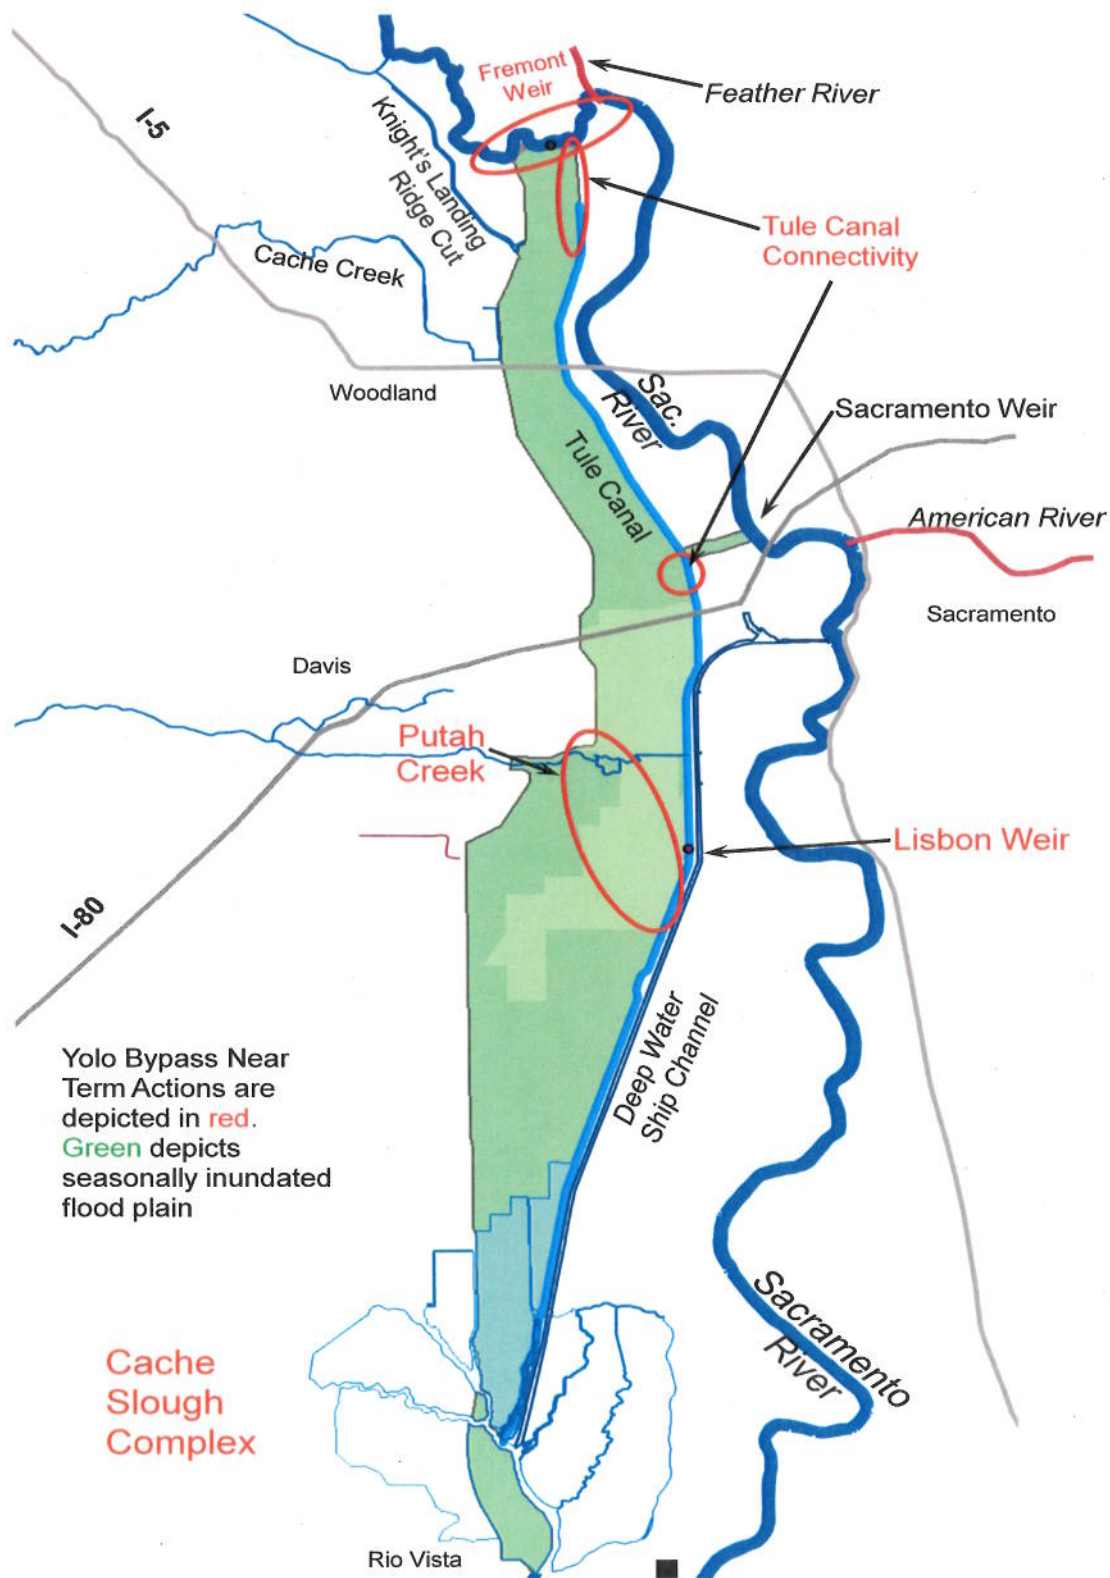 Fremont
Weir
Feather River
I-5
Knight's Landing
Ridge Cut
Tule Canal
Connectivity
Cache Creek
Woodland
Sac.
River
Sacramento Weir
Tule Canal
American River
Sacramento
Davis
Putah
Creek
Lisbon Weir
I-80
Deep Water
Ship Channel
Yolo Bypass Near
Term Actions are
depicted in red.
Green depicts
seasonally inundated
flood plain
Sacramento
River
Cache
Slough
Complex
Rio Vista